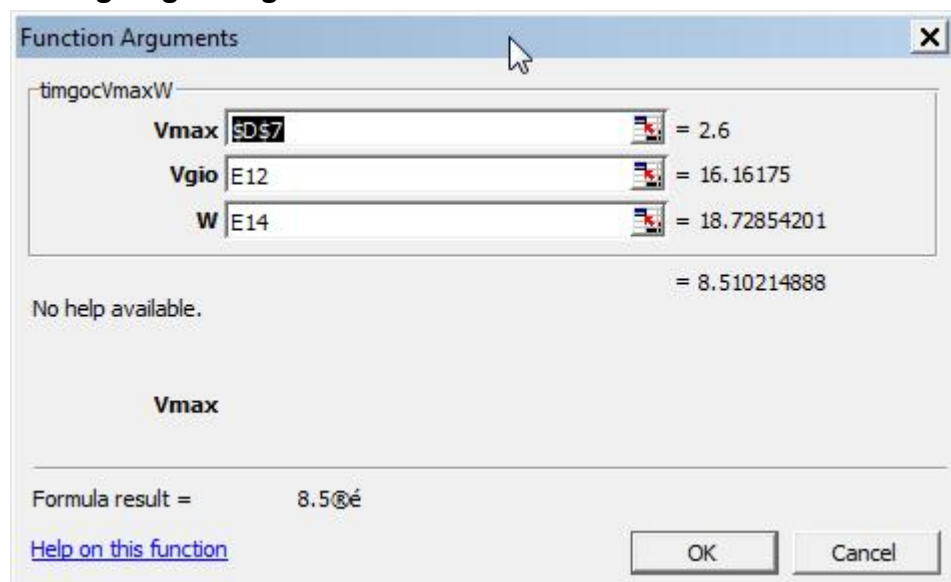 Function Arguments
timgocVmaxW
Vmax $D$7 = 2.6
Vgio E12 = 16.16175
W E14 = 18.72854201
= 8.510214888
No help available.
Vmax
Formula result = 8.5®é
Help on this function
OK Cancel